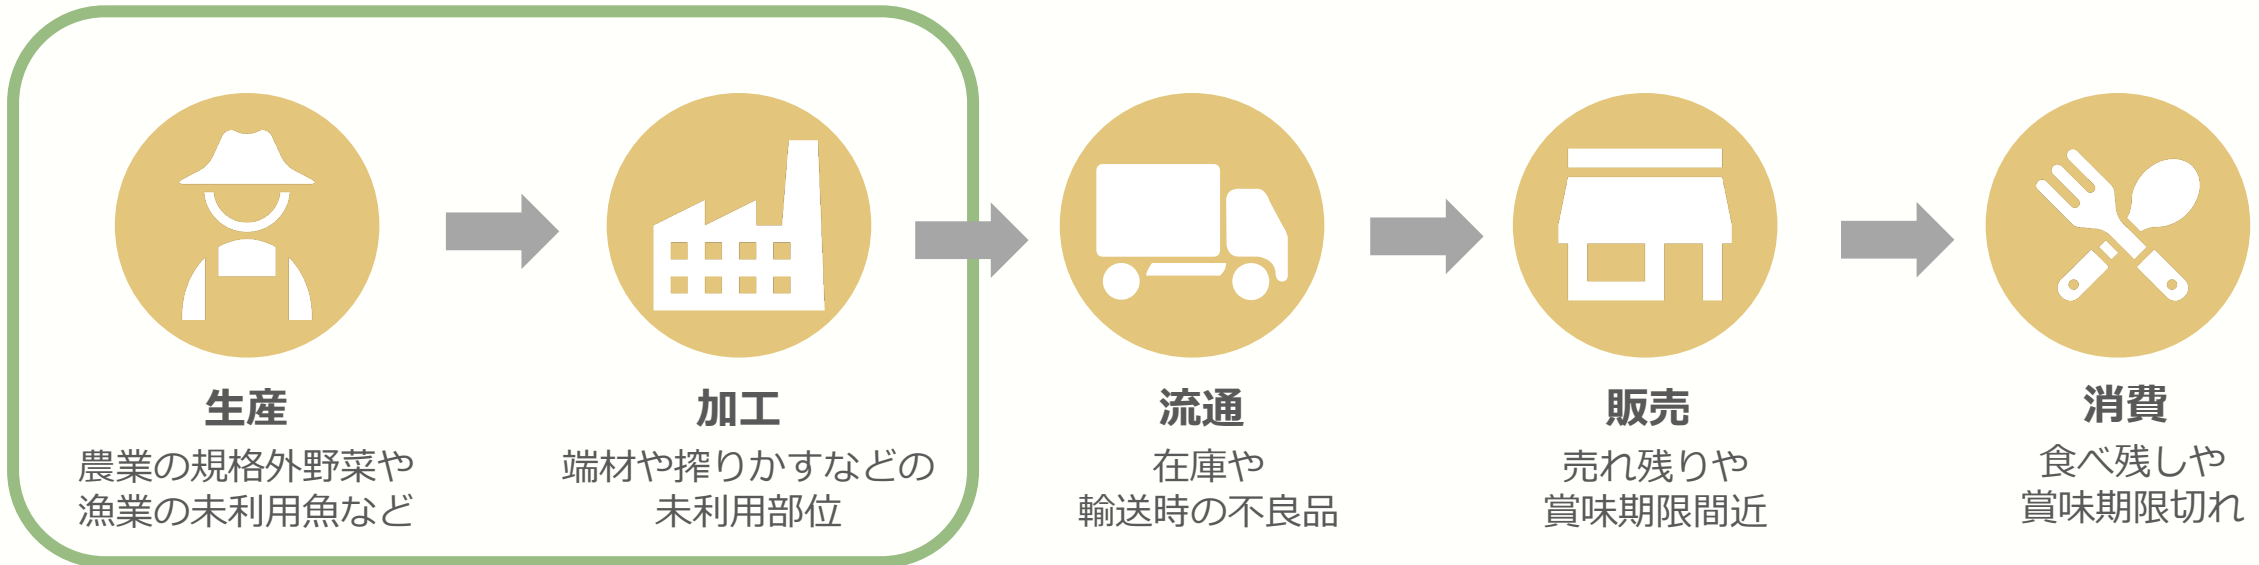 生産
農業の規格外野菜や
漁業の未利用魚など
加工
端材や搾りかすなどの
未利用部位
流通
在庫や
輸送時の不良品
販売
売れ残りや
賞味期限間近
消費
食べ残しや
賞味期限切れ